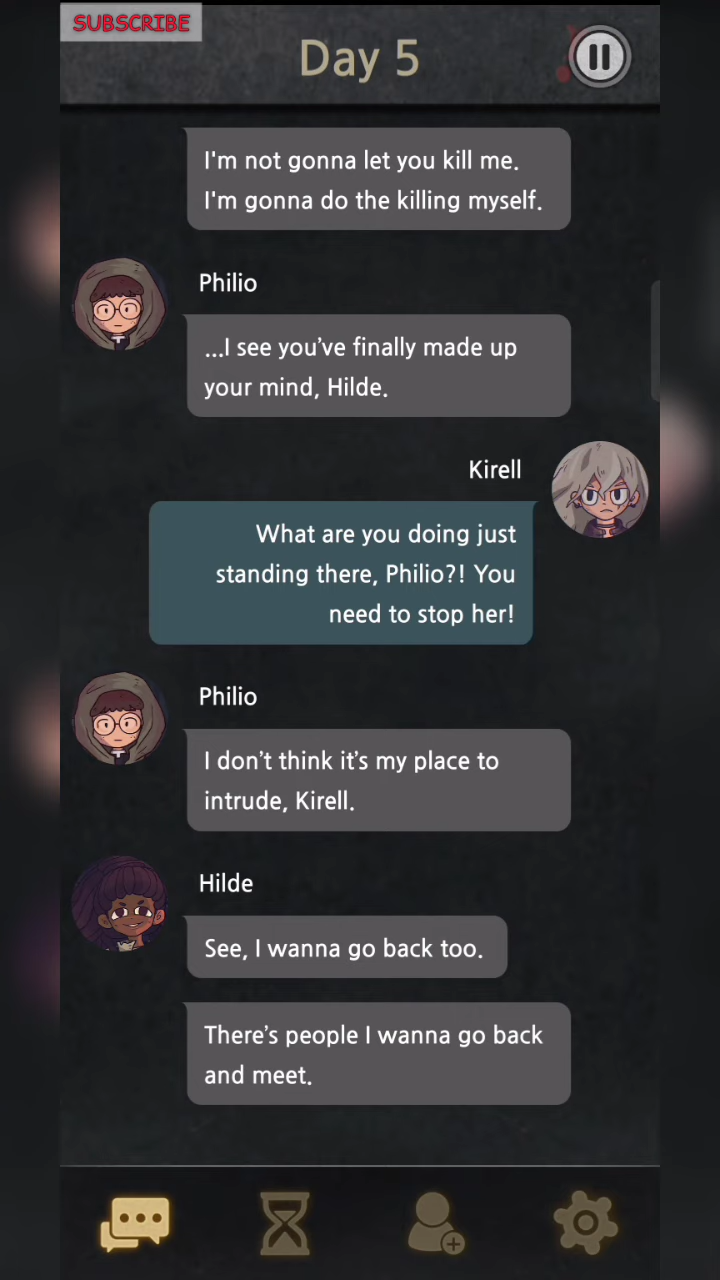 SUBSCRIBE
Day 5
I'm not gonna let you kill me.
I'm gonna do the killing myself.
Philio
...I see you've finally made up
your mind, Hilde.
Kirell
What are you doing just
standing there, Philio?! You
need to stop her!
Philio
I don't think it's my place to
intrude, Kirell.
Hilde
See, I wanna go back too.
There's people I wanna go back
and meet.